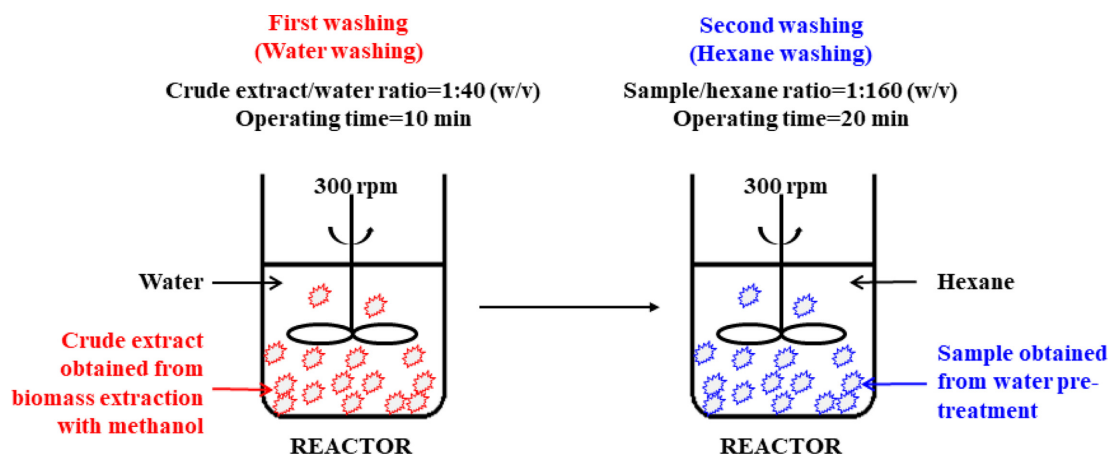 First washing
(Water washing)
Crude extract/water ratio=1:40 (w/v)
Operating time=10 min
300 rpm
Water
Crude extract
obtained from
biomass extraction
with methanol
REACTOR
Second washing
(Hexane washing)
Sample/hexane ratio=1:160 (w/v)
Operating time=20 min
300 rpm
Hexane
Sample obtained
from water pre-
treatment
REACTOR